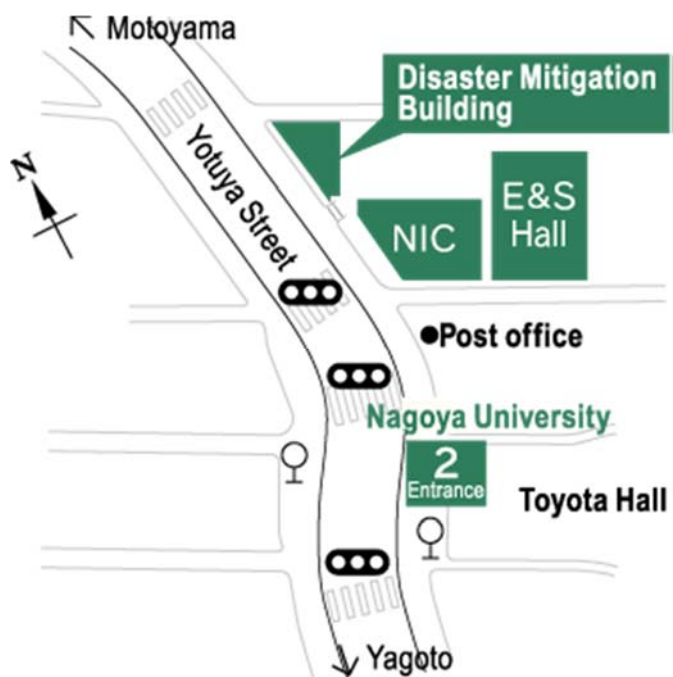 Motoyama
Disaster Mitigation
Building
N
Yotuya Street
E&S
Hall
NIC
Post office
Nagoya University
2
Entrance
Toyota Hall
Yagoto